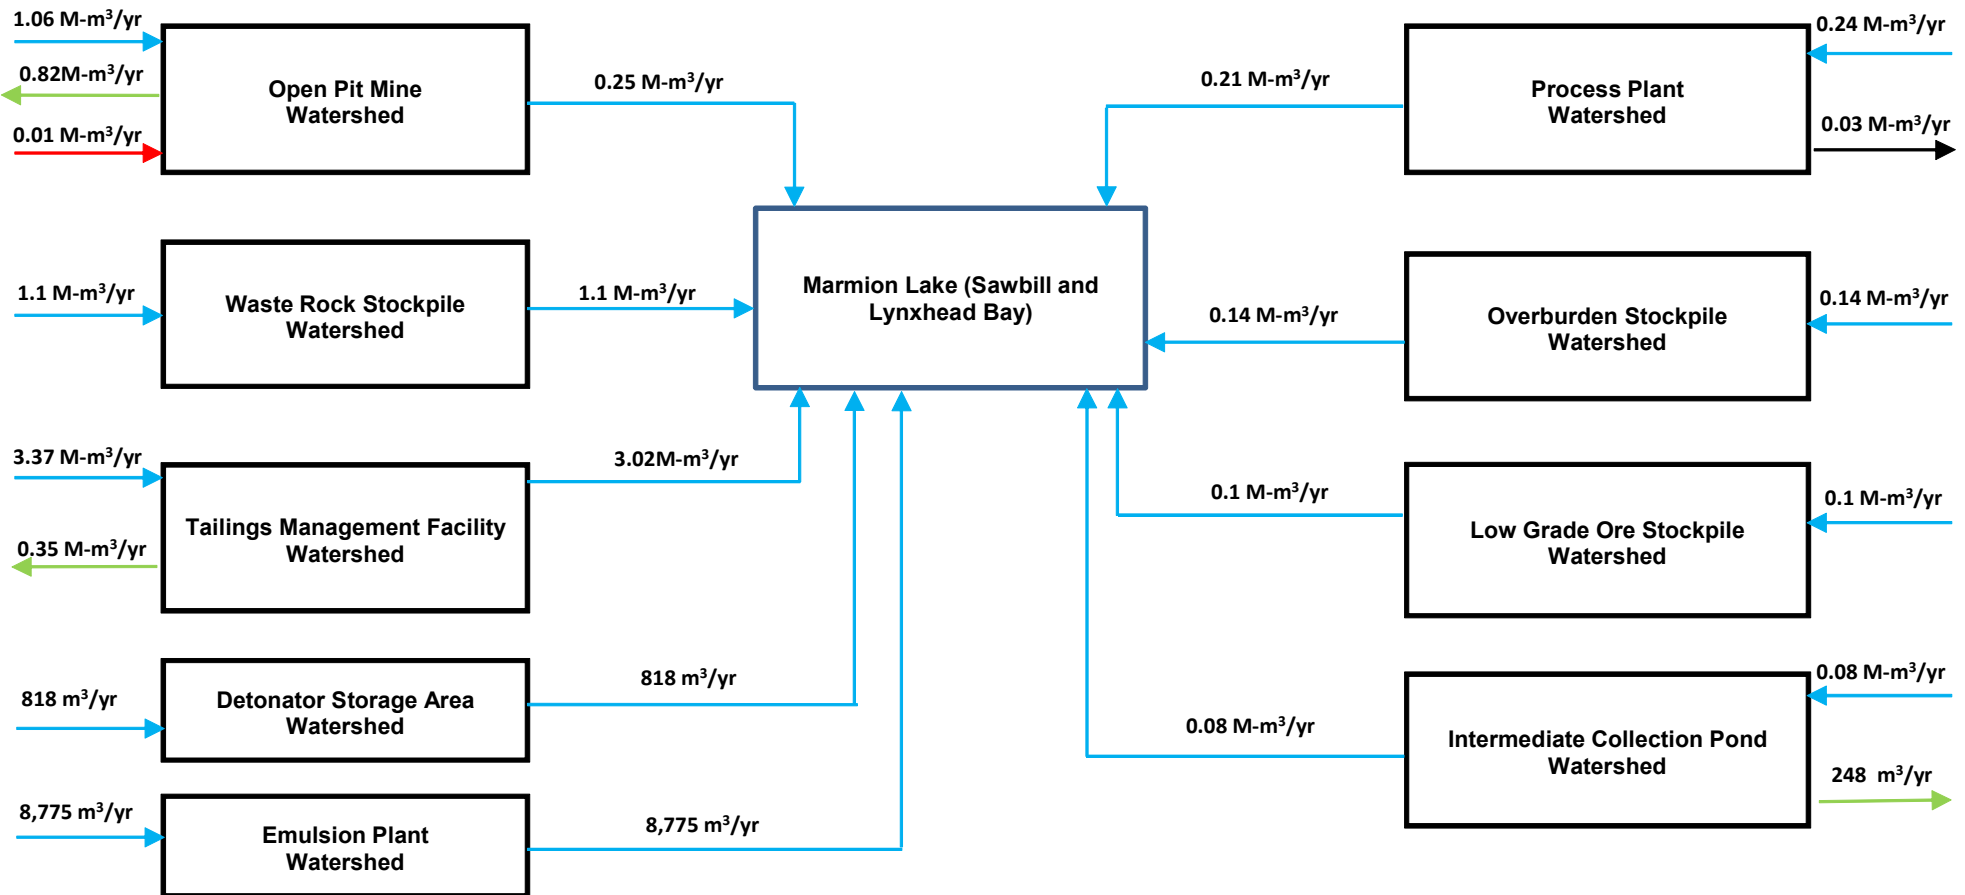 1.06 M-m³/yr
0.82M-m³/yr
0.01 M-m³/yr
Open Pit Mine
Watershed
0.25 M-m³/yr
0.21 M-m³/yr
Process Plant
Watershed
0.24 M-m³/yr
0.03 M-m³/yr
1.1 M-m³/yr
Waste Rock Stockpile
Watershed
1.1 M-m³/yr
Marmion Lake (Sawbill and
Lynxhead Bay)
0.14 M-m³/yr
Overburden Stockpile
Watershed
0.14 M-m³/yr
3.37 M-m³/yr
0.35 M-m³/yr
Tailings Management Facility
Watershed
3.02M-m³/yr
0.1 M-m³/yr
Low Grade Ore Stockpile
Watershed
0.1 M-m³/yr
818 m³/yr
Detonator Storage Area
Watershed
818 m³/yr
0.08 M-m³/yr
Intermediate Collection Pond
Watershed
0.08 M-m³/yr
248 m³/yr
8,775 m³/yr
Emulsion Plant
Watershed
8,775 m³/yr